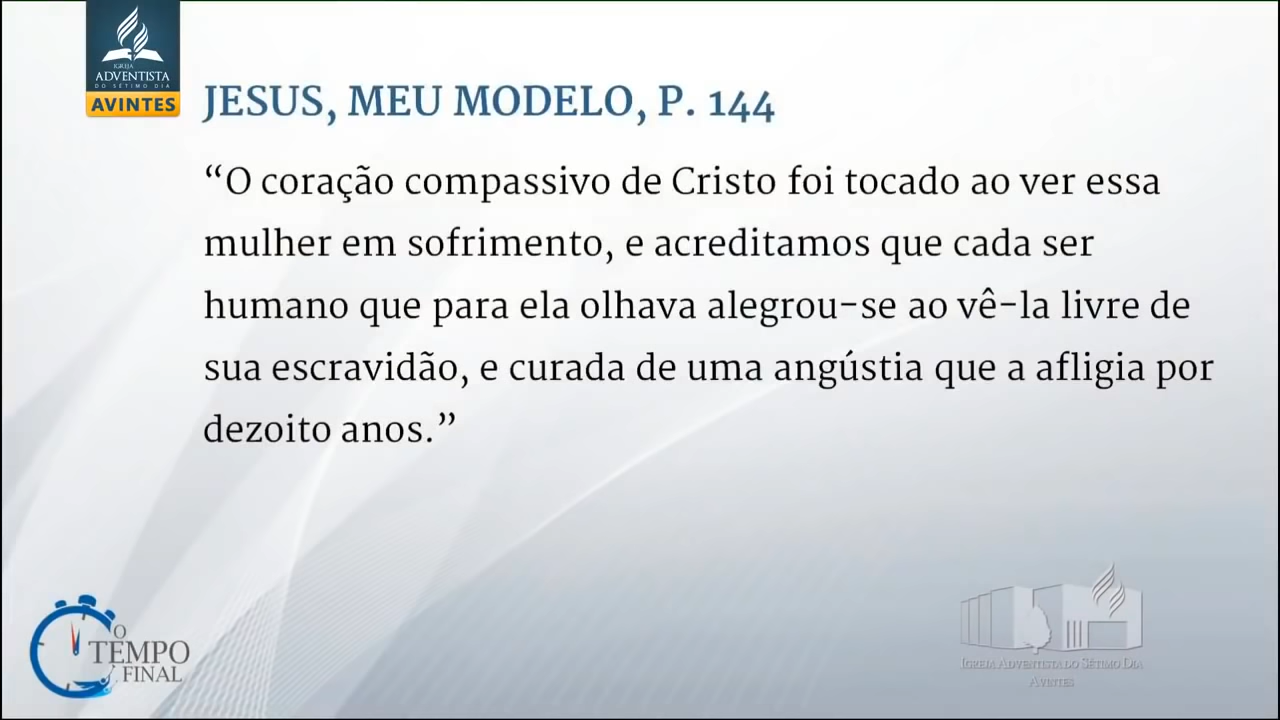 IGREJA
ADVENTISTA
DO SÉTIMO DIA
AVINTES
JESUS, MEU MODELO, P. 144
“O coração compassivo de Cristo foi tocado ao ver essa
mulher em sofrimento, e acreditamos que cada ser
humano que para ela olhava alegrou-se ao vê-la livre de
sua escravidão, e curada de uma angústia que a afligia por
dezoito anos.”
O
TEMPO
FINAL
IGREJA ADVENTISTA DO SÉTIMO DIA
AVINTES